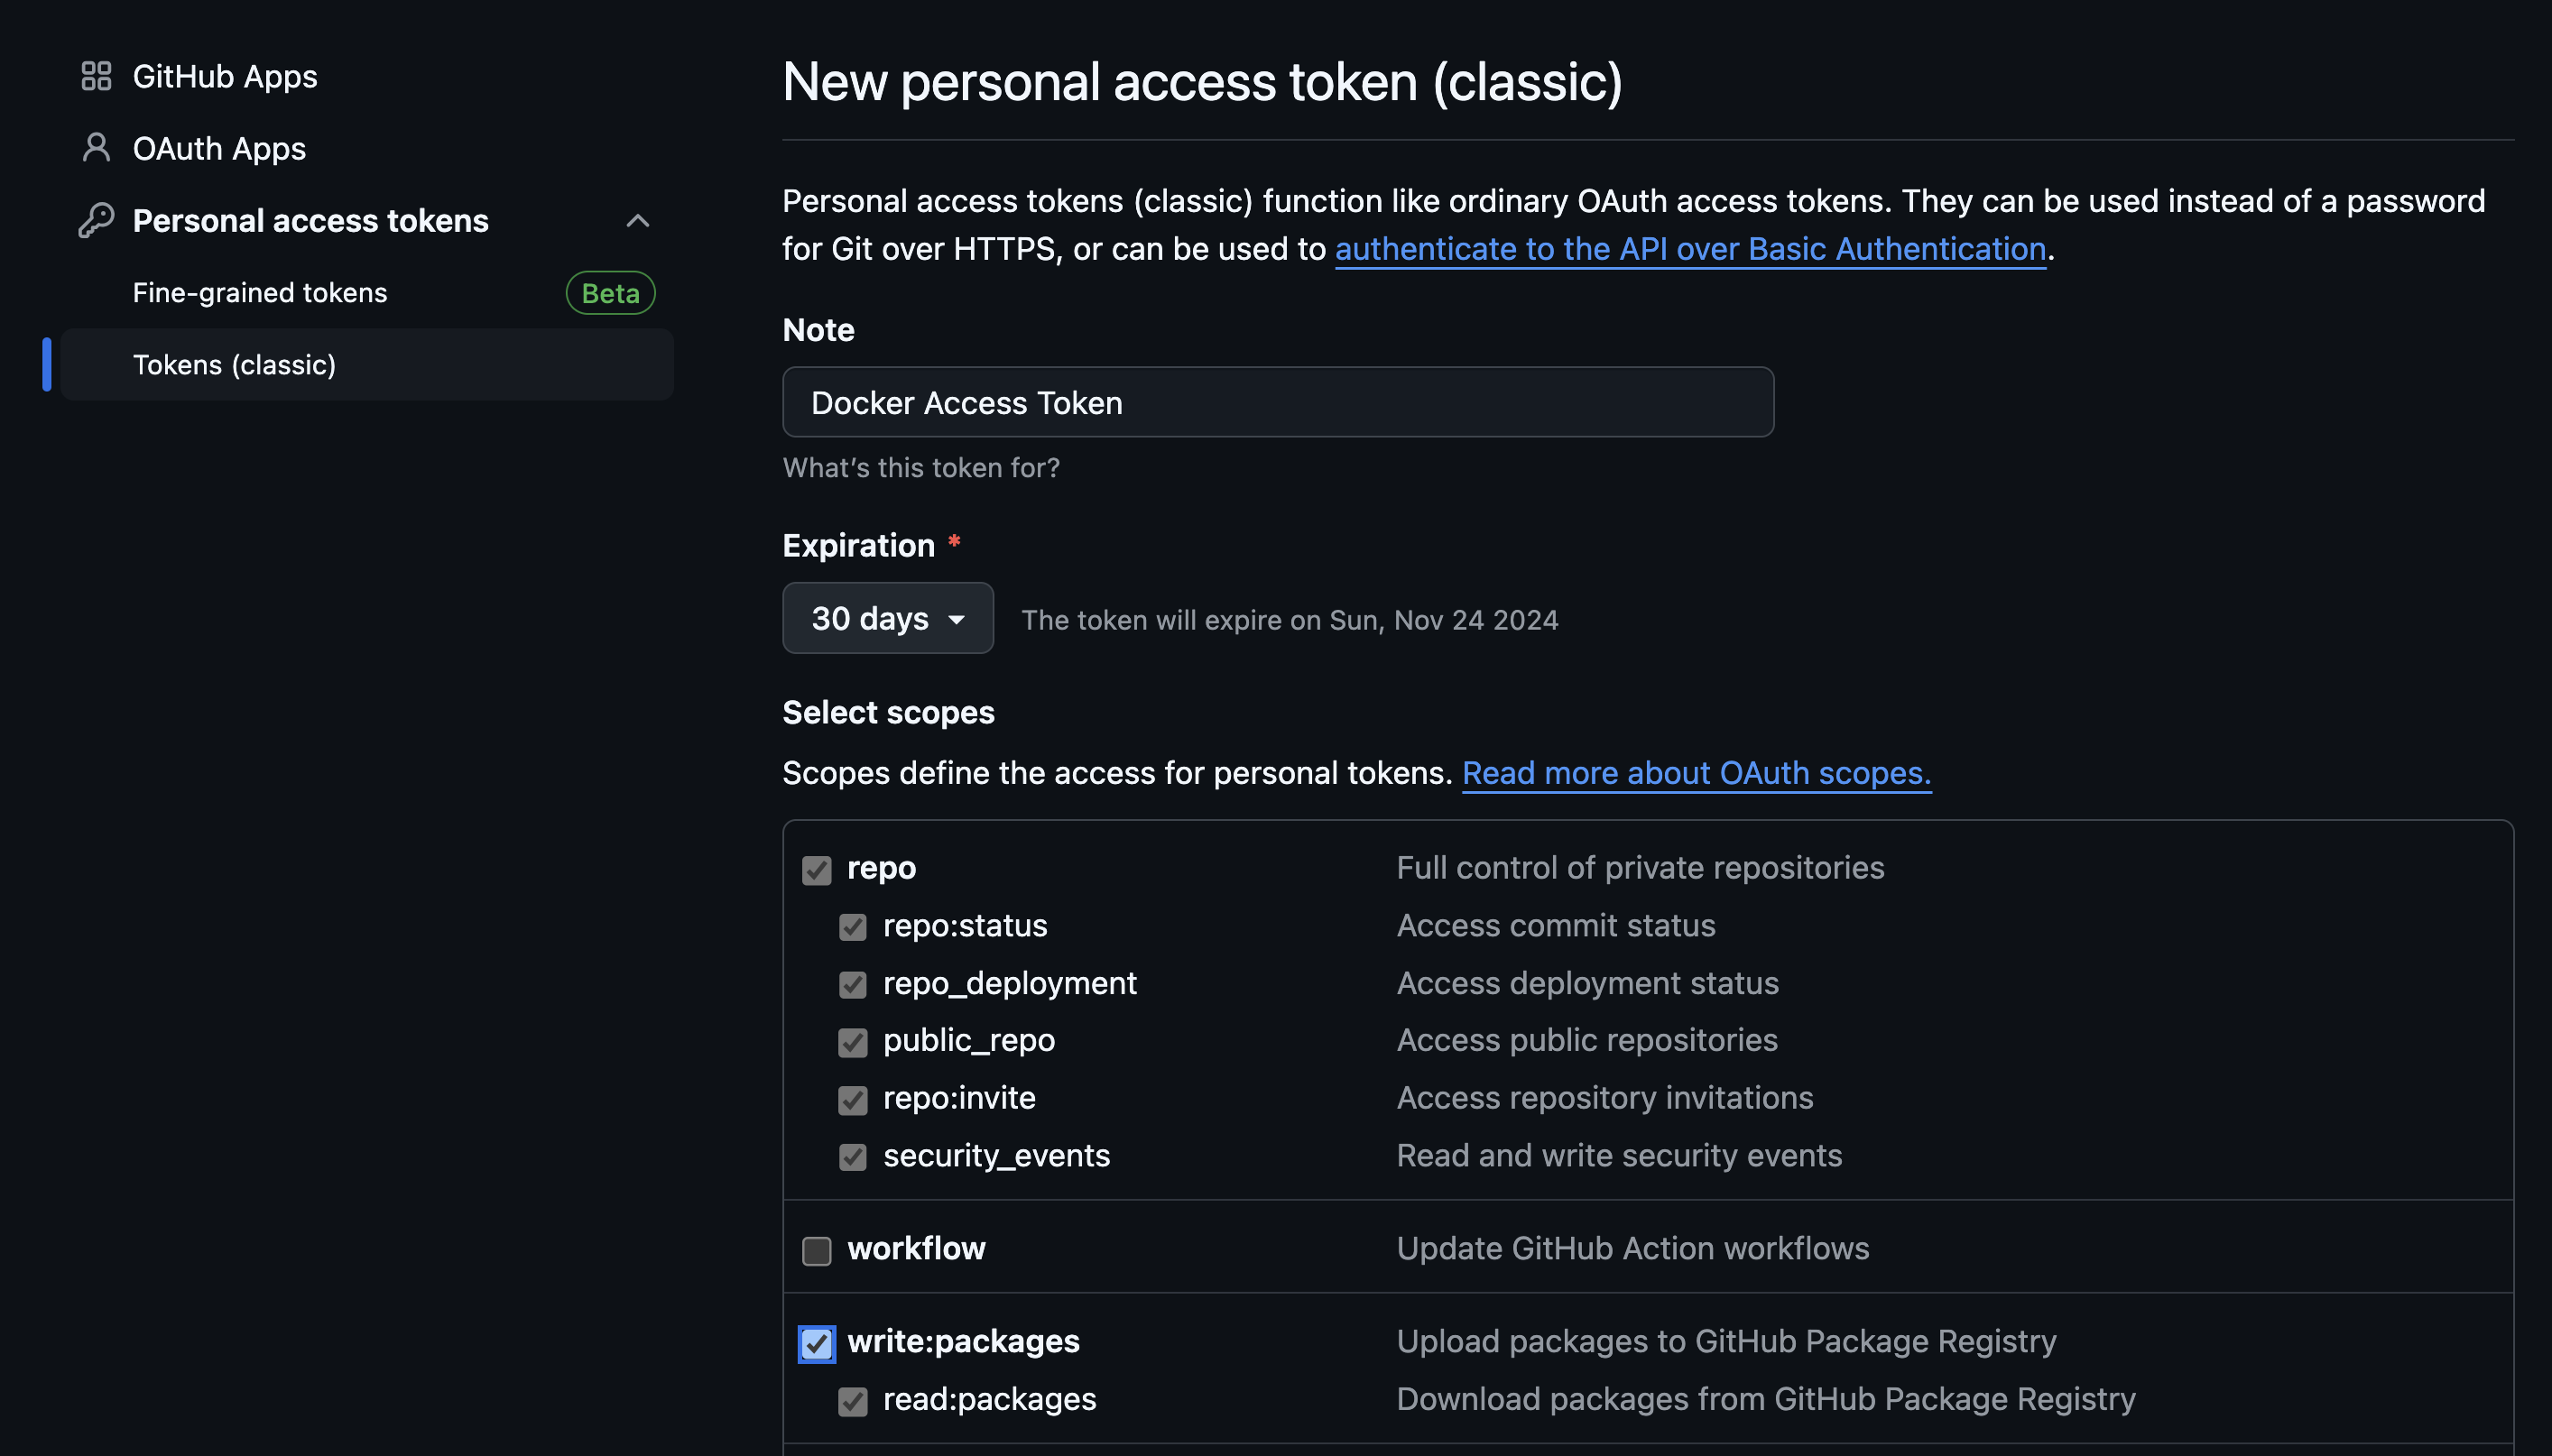 GitHub Apps
OAuth Apps
Personal access tokens
Fine-grained tokens Beta
Tokens (classic)
New personal access token (classic)
Personal access tokens (classic) function like ordinary OAuth access tokens. They can be used instead of a password
for Git over HTTPS, or can be used to authenticate to the API over Basic Authentication.
Note
Docker Access Token
What's this token for?
Expiration *
30 days The token will expire on Sun, Nov 24 2024
Select scopes
Scopes define the access for personal tokens. Read more about OAuth scopes.
repo Full control of private repositories
repo:status Access commit status
repo_deployment Access deployment status
public_repo Access public repositories
repo:invite Access repository invitations
security_events Read and write security events
workflow Update GitHub Action workflows
write:packages Upload packages to GitHub Package Registry
read:packages Download packages from GitHub Package Registry